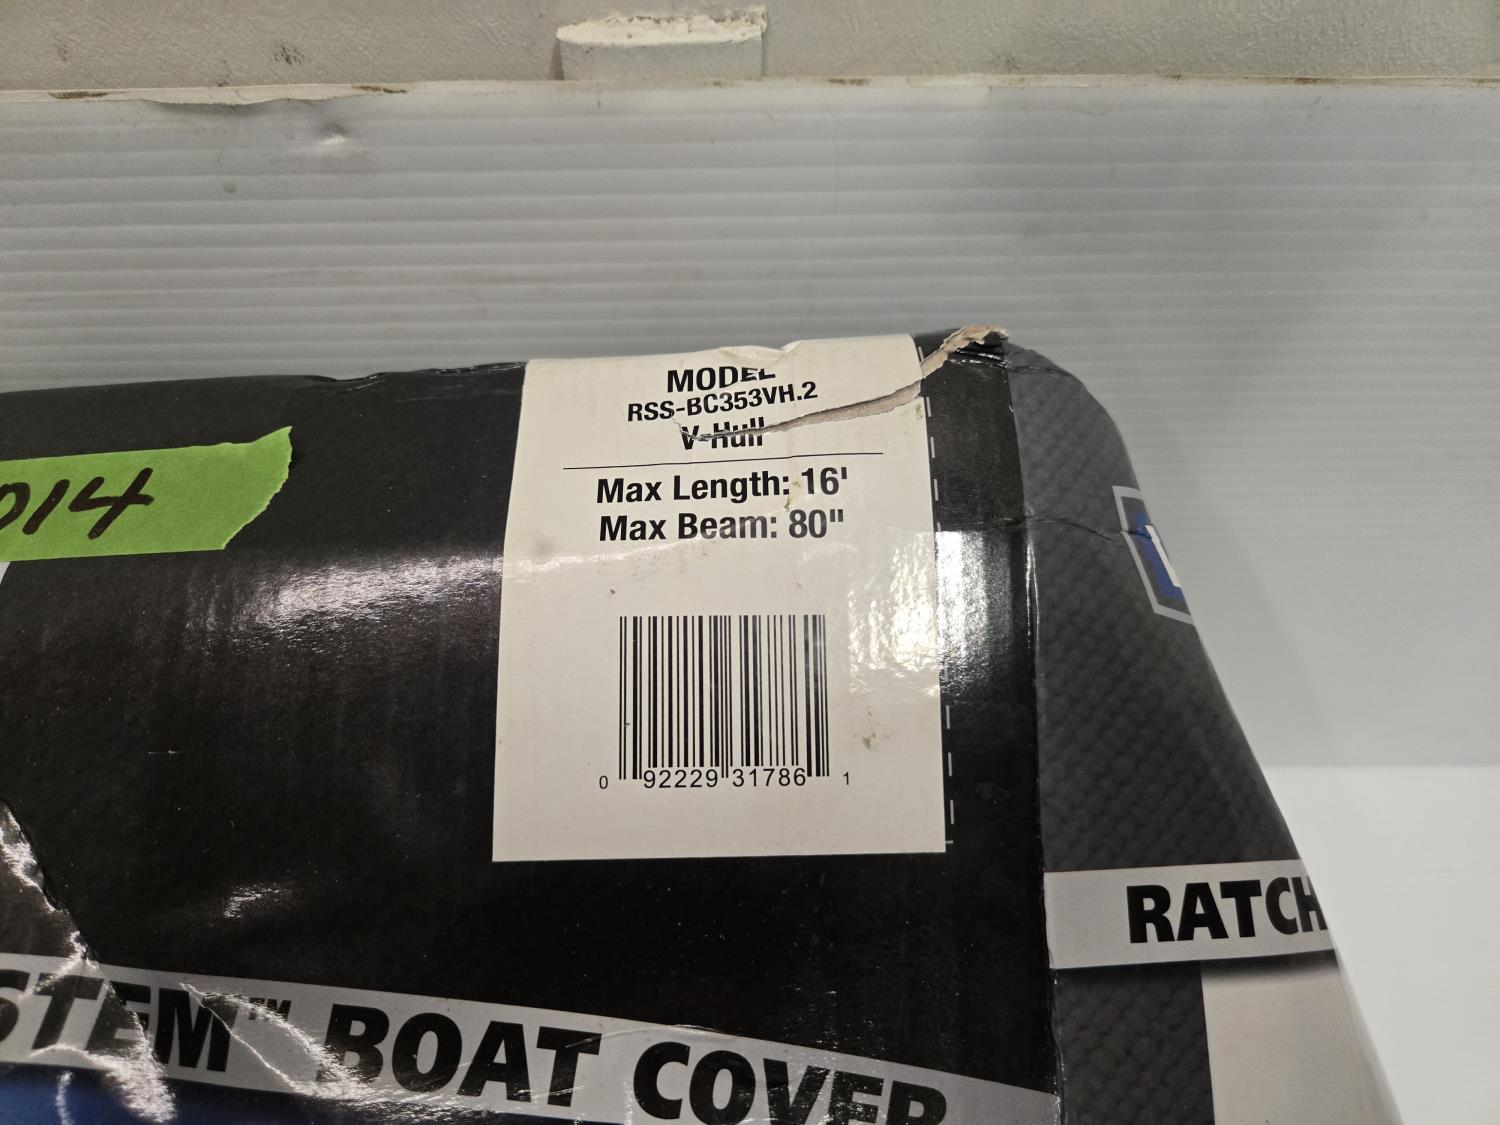 MODEL
RSS-BC353VH.2
V-Hull
Max Length: 16'
Max Beam: 80"
014
0 92229 31786 1
RATCH
STEM™ BOAT COVER